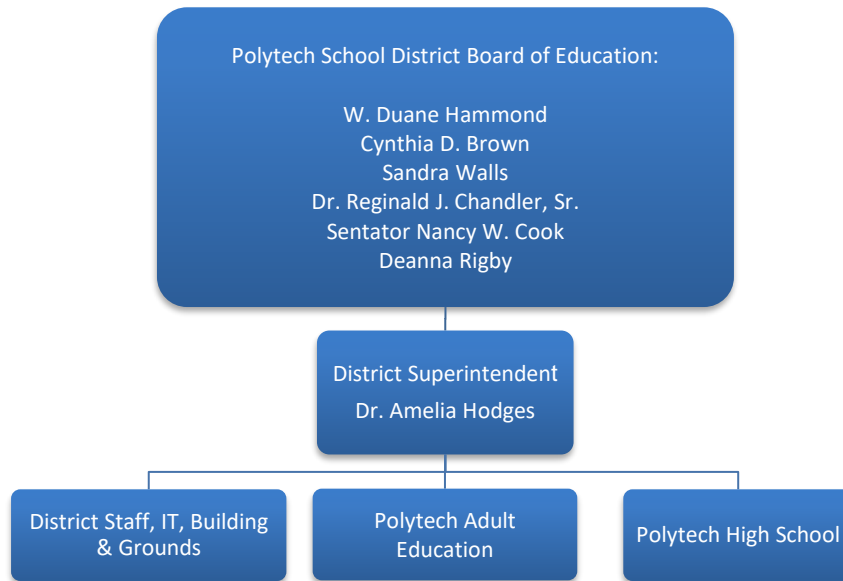 Polytech School District Board of Education:
W. Duane Hammond
Cynthia D. Brown
Sandra Walls
Dr. Reginald J. Chandler, Sr.
Sentator Nancy W. Cook
Deanna Rigby
District Superintendent
Dr. Amelia Hodges
District Staff, IT, Building
& Grounds
Polytech Adult
Education
Polytech High School